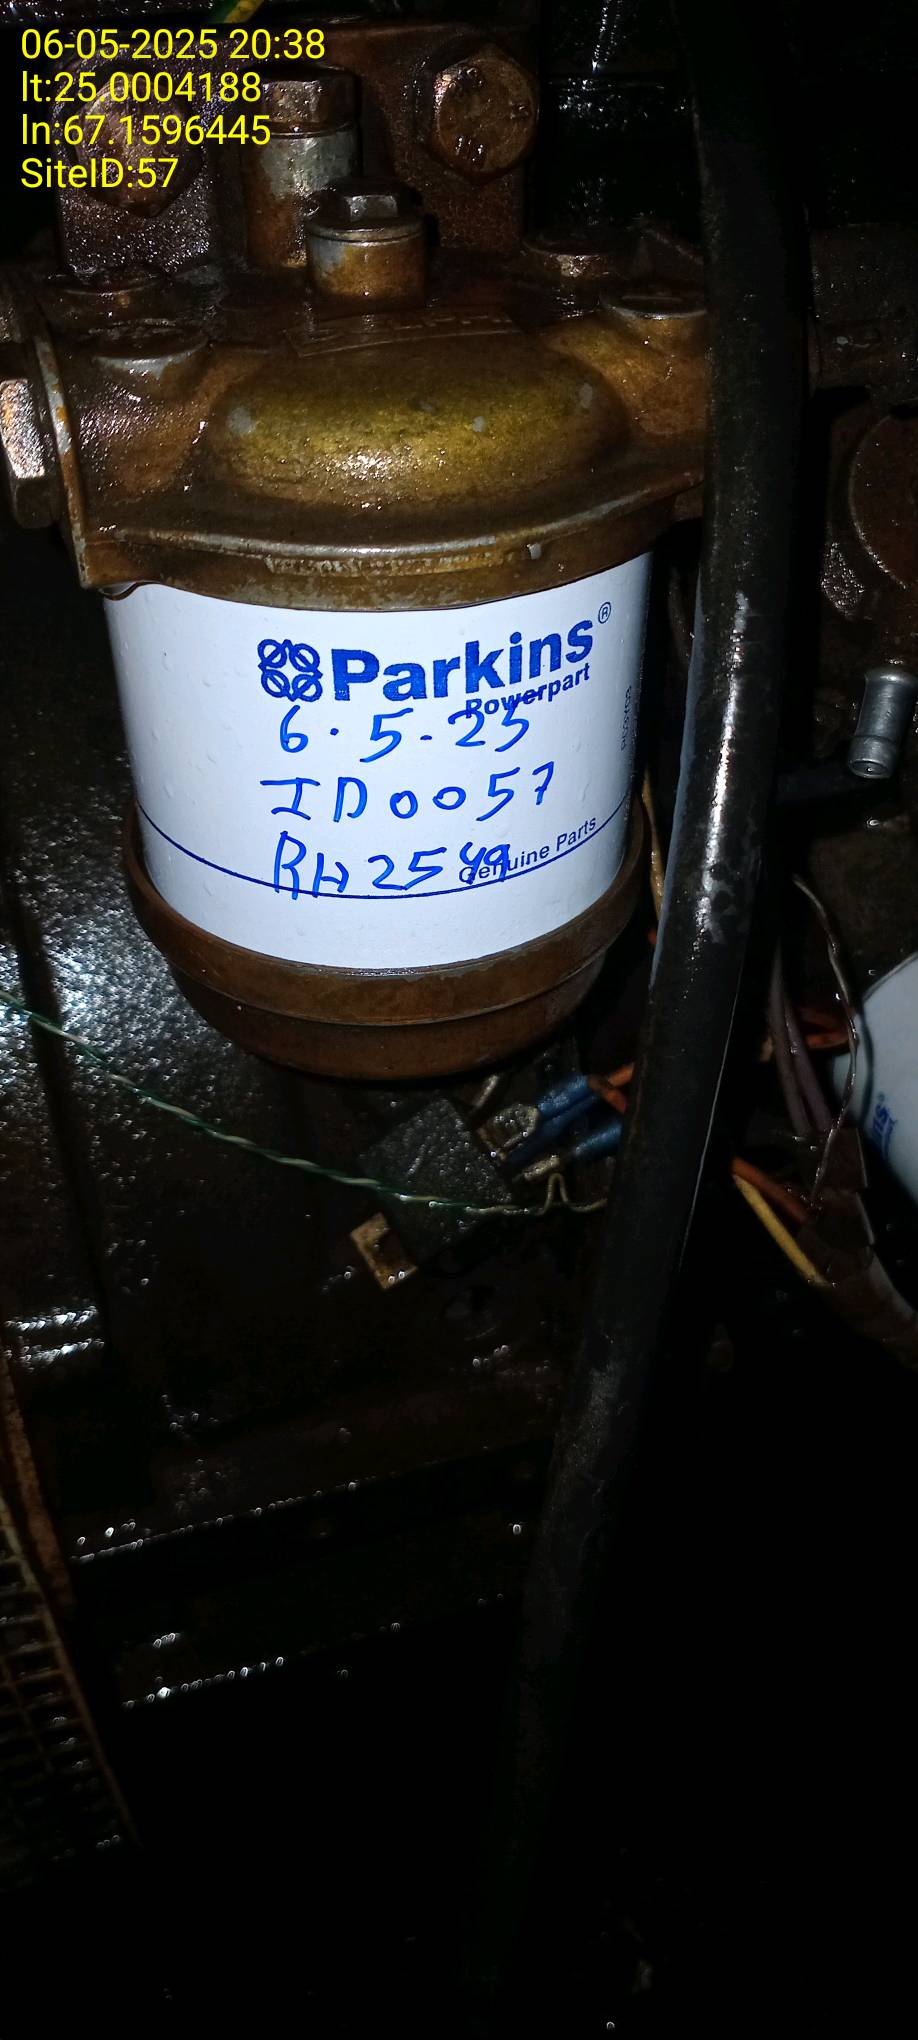 06-05-2025 20:38
lt:25.0004188
ln:67.1596445
SiteID:57
Parkins®
Powerpart
6.5.25
ID0057
RH2549
Genuine Parts